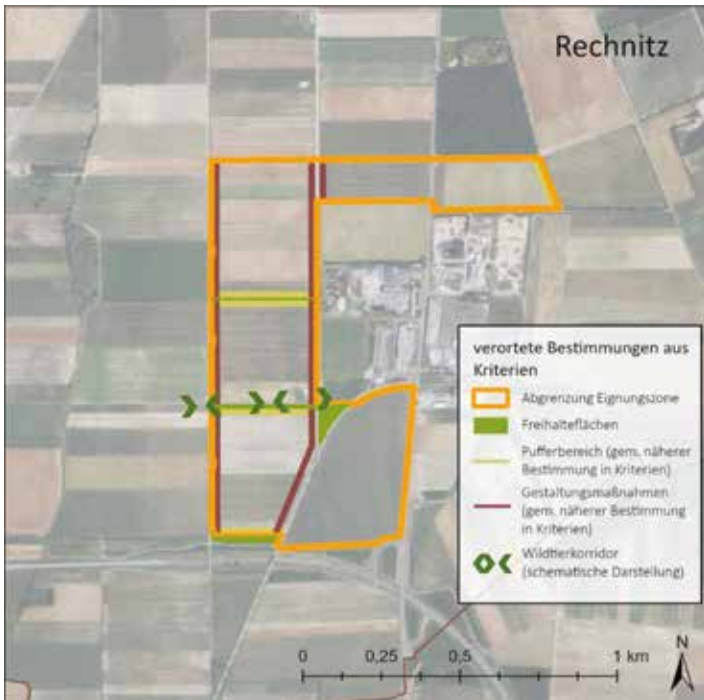 Rechnitz
verortete Bestimmungen aus
Kriterien
Abgrenzung Eignungszone
Freihalteflächen
Pufferbereich (gem. näherer
Bestimmung in Kriterien)
Gestaltungsmaßnahmen
(gem. näherer Bestimmung
in Kriterien)
Wildtierkorridor
(schematische Darstellung)
0 0,25 0,5 1 km
N